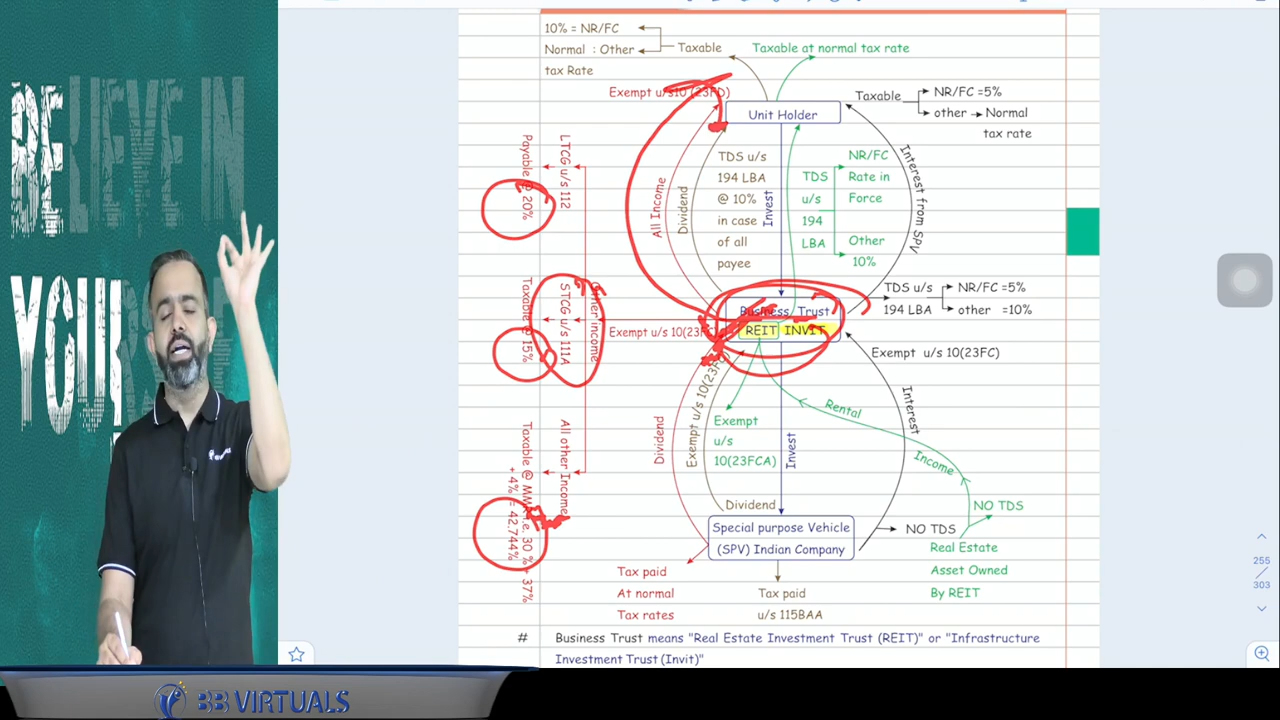 BELIEVE IN
YOUR
10% = NR/FC
Normal : Other
tax Rate
Taxable
Taxable at normal tax rate
Exempt u/s10 (23FD)
Unit Holder
Taxable
NR/FC =5%
other → Normal
tax rate
LTCG u/s 112
Payable @ 20%
All Income
Dividend
TDS u/s
194 LBA
@ 10%
in case
of all
payee
Invest
TDS
u/s
194
LBA
NR/FC
Rate in
Force
Other
10%
Interest from SPV
Other income
STCG u/s 111A
Taxable @ 15%
Exempt u/s 10(23FC)
Business Trust
REIT INVIT
TDS u/s
194 LBA
NR/FC =5%
other =10%
Exempt u/s 10(23FC)
All other Income
Taxable @ MMR i.e. 30 % + 37%
+4% = 42.744%
Dividend
Exempt u/s 10(23FC)
Exempt
u/s
10(23FCA)
Invest
Rental
Income
Interest
Dividend
Special purpose Vehicle
(SPV) Indian Company
NO TDS
NO TDS
Real Estate
Asset Owned
By REIT
Tax paid
At normal
Tax rates
Tax paid
u/s 115BAA
# Business Trust means "Real Estate Investment Trust (REIT)" or "Infrastructure
Investment Trust (Invit)"
255
303
BB VIRTUALS